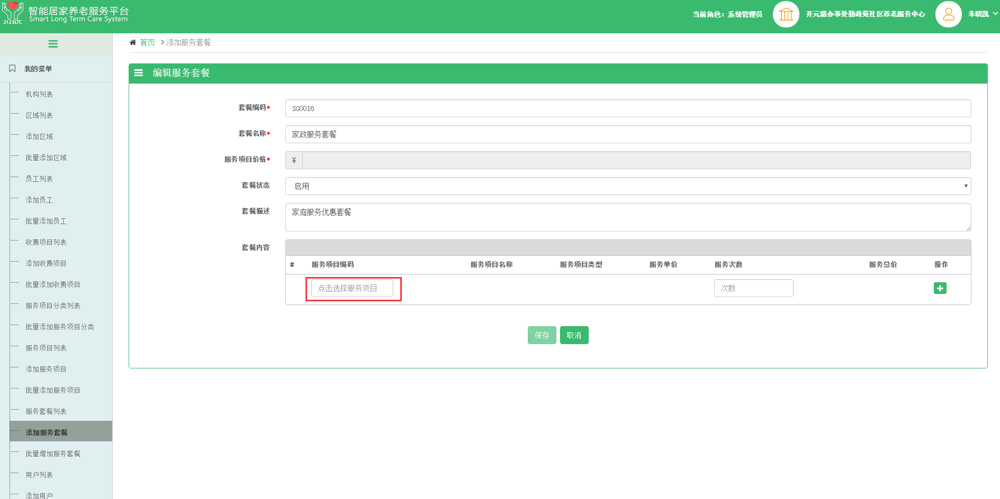 智能居家养老服务平台
Smart Long Term Care System
212SLTC
当前角色：系统管理员
开元路办事处勤政苑社区养老服务中心
朱晓凯
首页
添加服务套餐
我的菜单
机构列表
区域列表
添加区域
批量添加区域
员工列表
添加员工
批量添加员工
收费项目列表
添加收费项目
批量添加收费项目
服务项目分类列表
批量添加服务项目分类
服务项目列表
添加服务项目
批量添加服务项目
服务套餐列表
添加服务套餐
批量增加服务套餐
用户列表
添加用户
编辑服务套餐
套餐编码*
SG0016
套餐名称*
家政服务套餐
服务项目价格*
¥
套餐状态
启用
套餐描述
家庭服务优惠套餐
套餐内容
# 服务项目编码 服务项目名称 服务项目类型 服务单价 服务次数 服务总价 操作
点击选择服务项目 次数
保存 取消